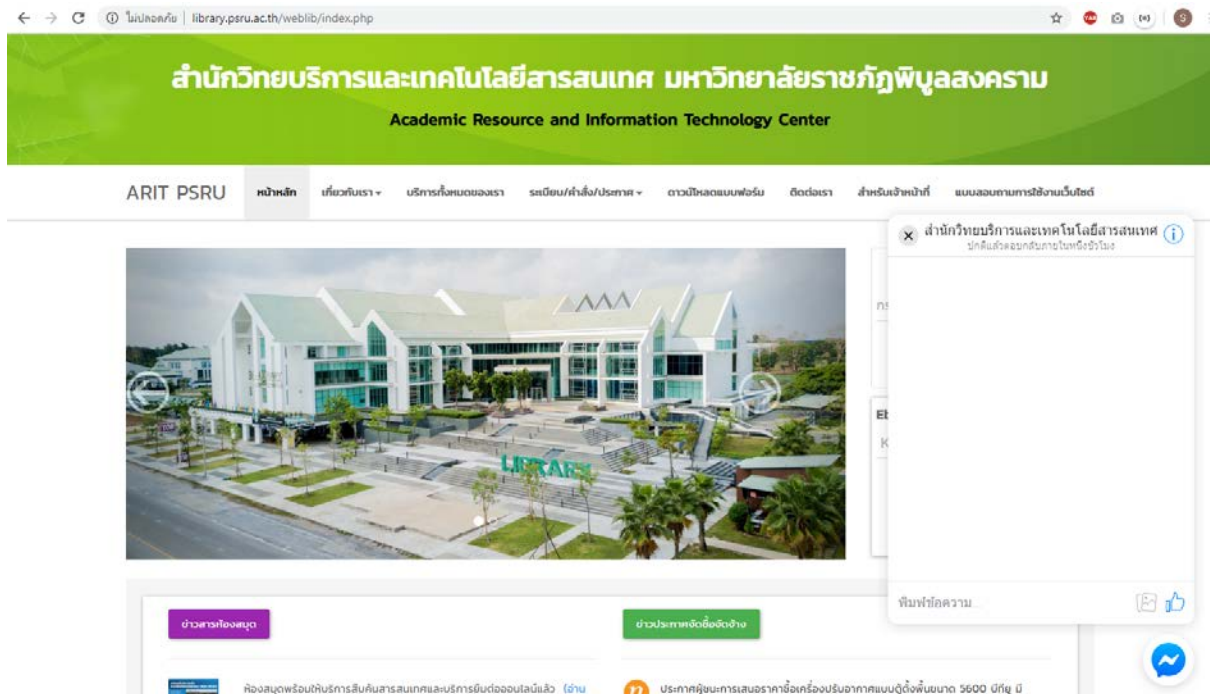 ไม่ปลอดภัย | library.psru.ac.th/weblib/index.php
สำนักวิทยบริการและเทคโนโลยีสารสนเทศ มหาวิทยาลัยราชภัฏพิบูลสงคราม
Academic Resource and Information Technology Center
ARIT PSRU หน้าหลัก เกี่ยวกับเรา บริการทั้งหมดของเรา ระเบียบ/คำสั่ง/ประกาศ ดาวน์โหลดแบบฟอร์ม ติดต่อเรา สำหรับเจ้าหน้าที่ แบบสอบถามการใช้งานเว็บไซต์
สำนักวิทยบริการและเทคโนโลยีสารสนเทศ
ปกติแล้วตอบกลับภายในหนึ่งชั่วโมง
LIBRARY
พิมพ์ข้อความ...
ข่าวสารห้องสมุด ข่าวประกาศจัดซื้อจัดจ้าง
ห้องสมุดพร้อมให้บริการสืบค้นสารสนเทศและบริการยืมต่อออนไลน์แล้ว (อ่าน
ประกาศผู้ชนะการเสนอราคาซื้อเครื่องปรับอากาศแบบตู้ตั้งพื้นขนาด 5600 บีทียู มี